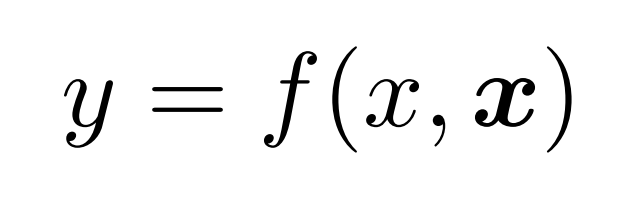 y = f(x, 𝒙)